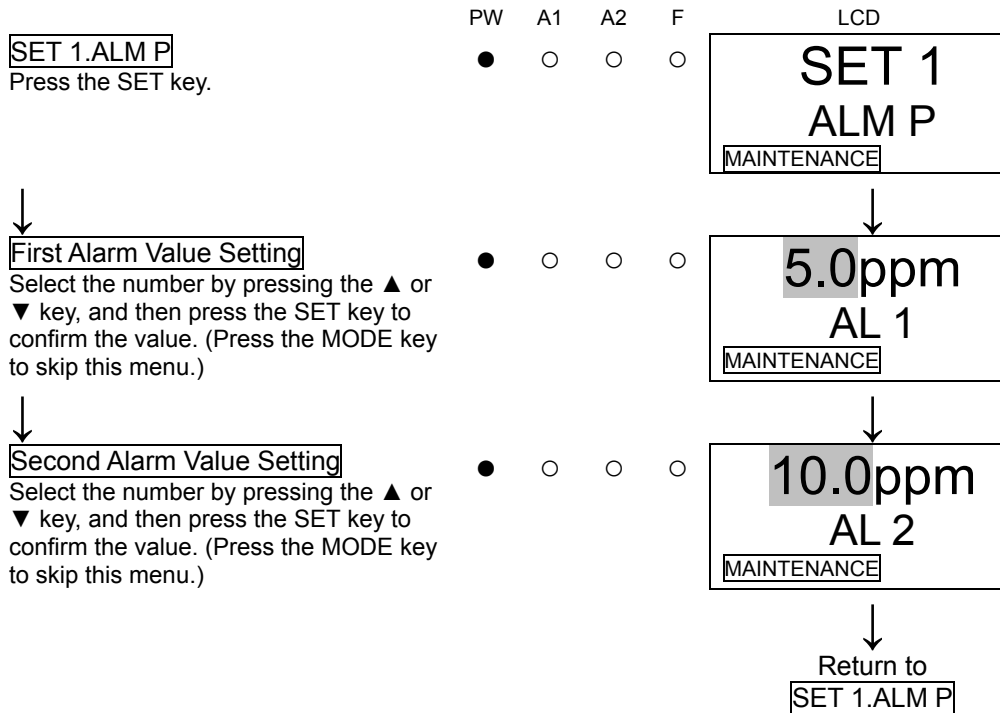 PW A1 A2 F LCD
SET 1.ALM P
Press the SET key.
● ○ ○ ○
SET 1
ALM P
MAINTENANCE
↓ ↓
First Alarm Value Setting
Select the number by pressing the ▲ or
▼ key, and then press the SET key to
confirm the value. (Press the MODE key
to skip this menu.)
● ○ ○ ○
5.0ppm
AL 1
MAINTENANCE
↓ ↓
Second Alarm Value Setting
Select the number by pressing the ▲ or
▼ key, and then press the SET key to
confirm the value. (Press the MODE key
to skip this menu.)
● ○ ○ ○
10.0ppm
AL 2
MAINTENANCE
↓
Return to
SET 1.ALM P